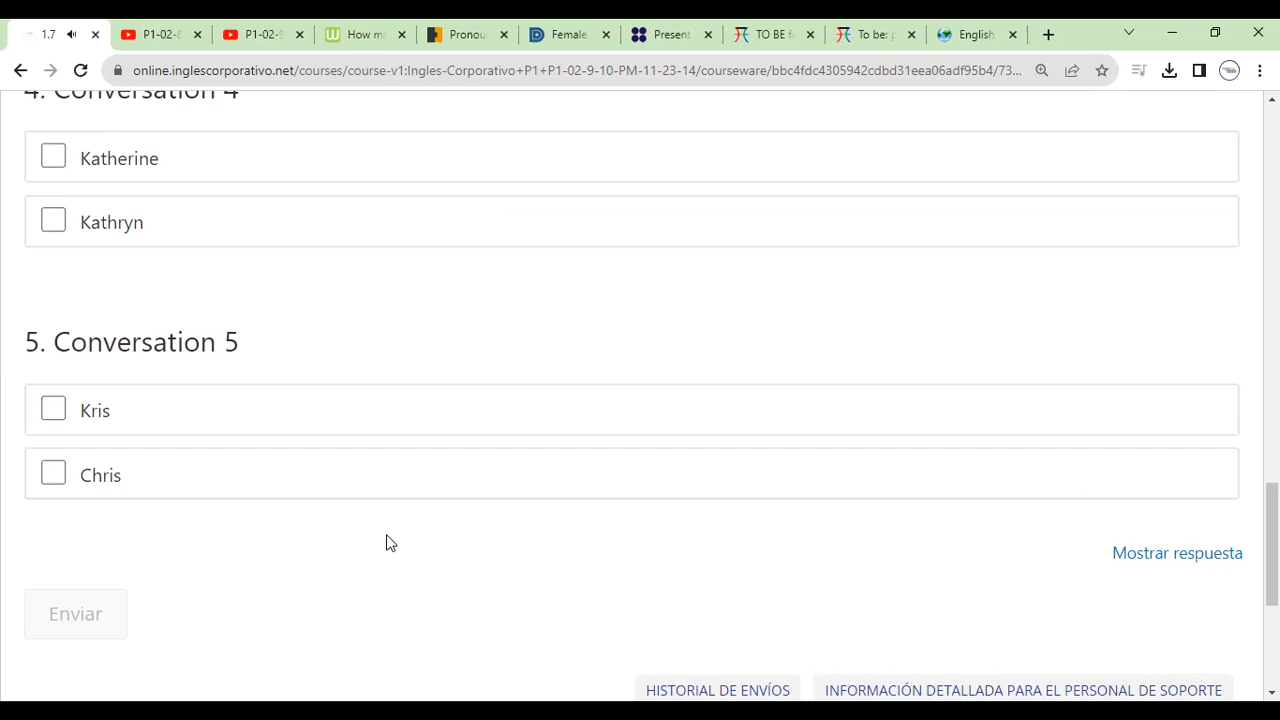 1.7
P1-02-
P1-02-
How m
Pronou
Female
Present
TO BE f
To be: p
English
online.inglescorporativo.net/courses/course-v1:Ingles-Corporativo+P1+P1-02-9-10-PM-11-23-14/courseware/bbc4fdc4305942cdbd31eea06adf95b4/73...
4. Conversation 4
Katherine
Kathryn
5. Conversation 5
Kris
Chris
Mostrar respuesta
Enviar
HISTORIAL DE ENVÍOS
INFORMACIÓN DETALLADA PARA EL PERSONAL DE SOPORTE